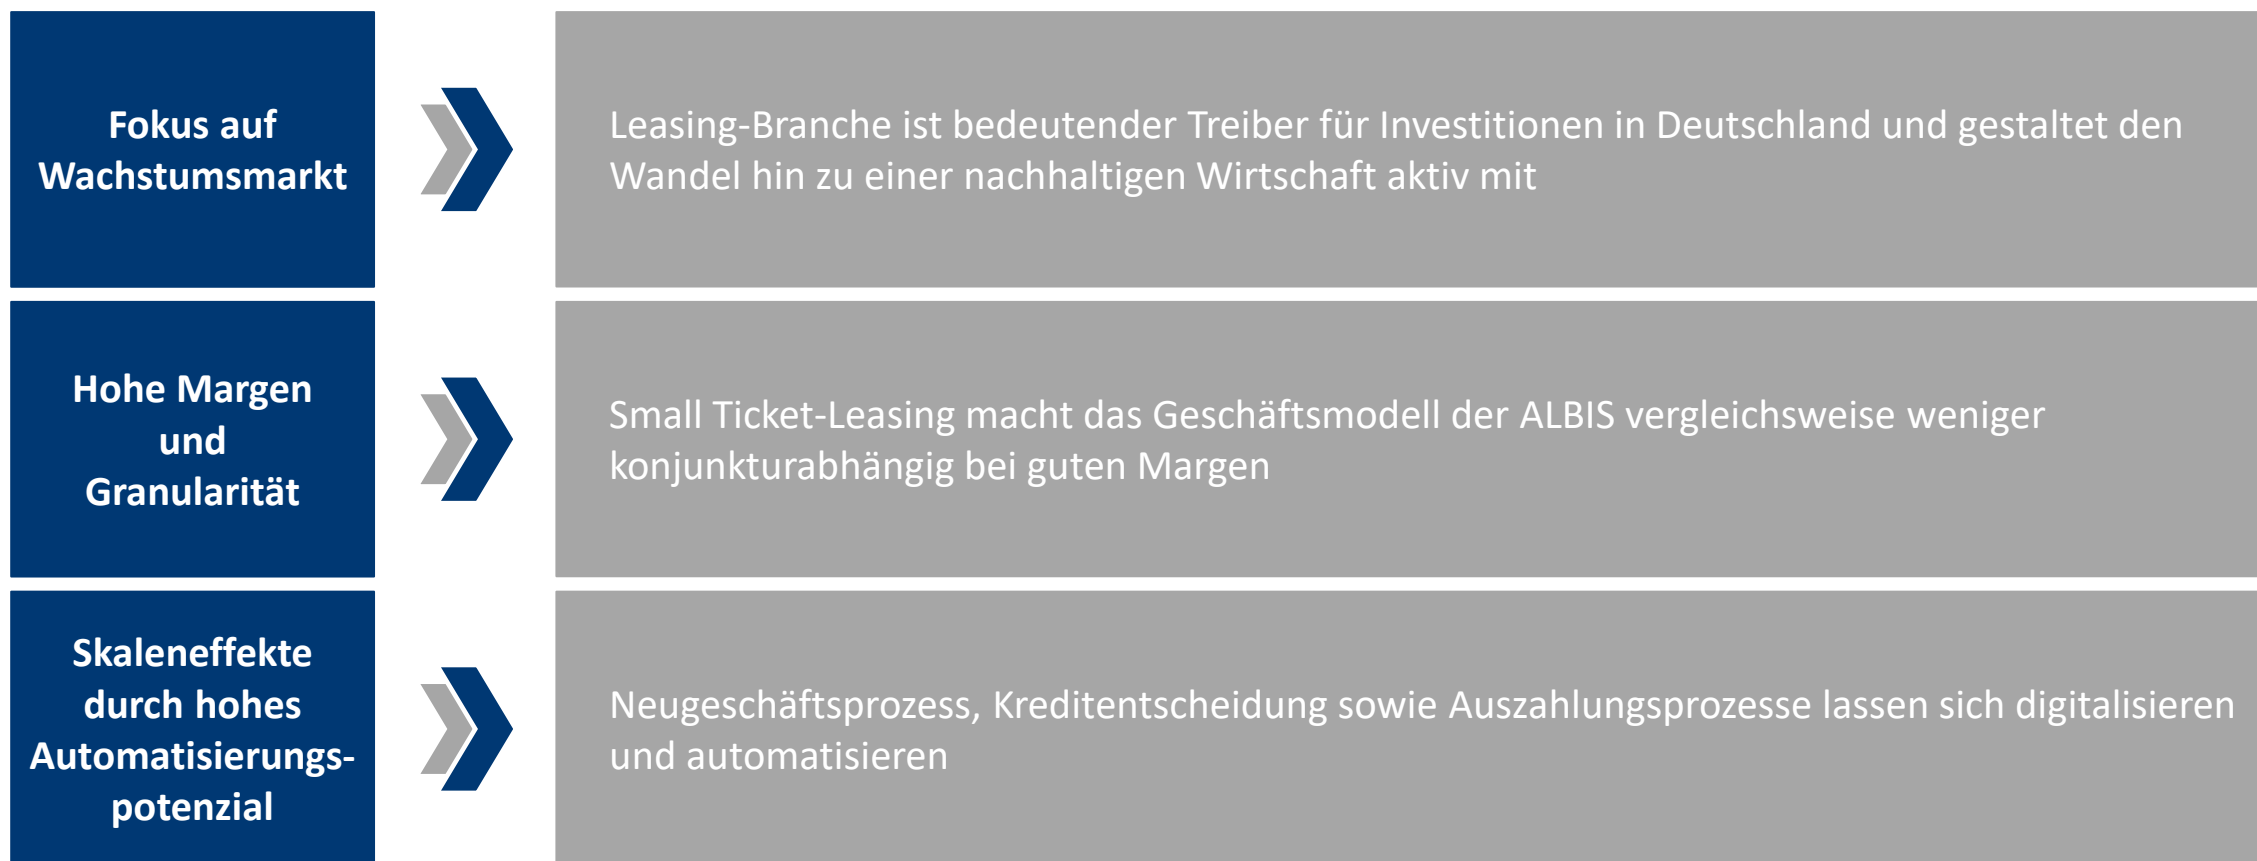 Fokus auf
Wachstumsmarkt
Leasing-Branche ist bedeutender Treiber für Investitionen in Deutschland und gestaltet den
Wandel hin zu einer nachhaltigen Wirtschaft aktiv mit
Hohe Margen
und
Granularität
Small Ticket-Leasing macht das Geschäftsmodell der ALBIS vergleichsweise weniger
konjunkturabhängig bei guten Margen
Skaleneffekte
durch hohes
Automatisierungs-
potenzial
Neugeschäftsprozess, Kreditentscheidung sowie Auszahlungsprozesse lassen sich digitalisieren
und automatisieren